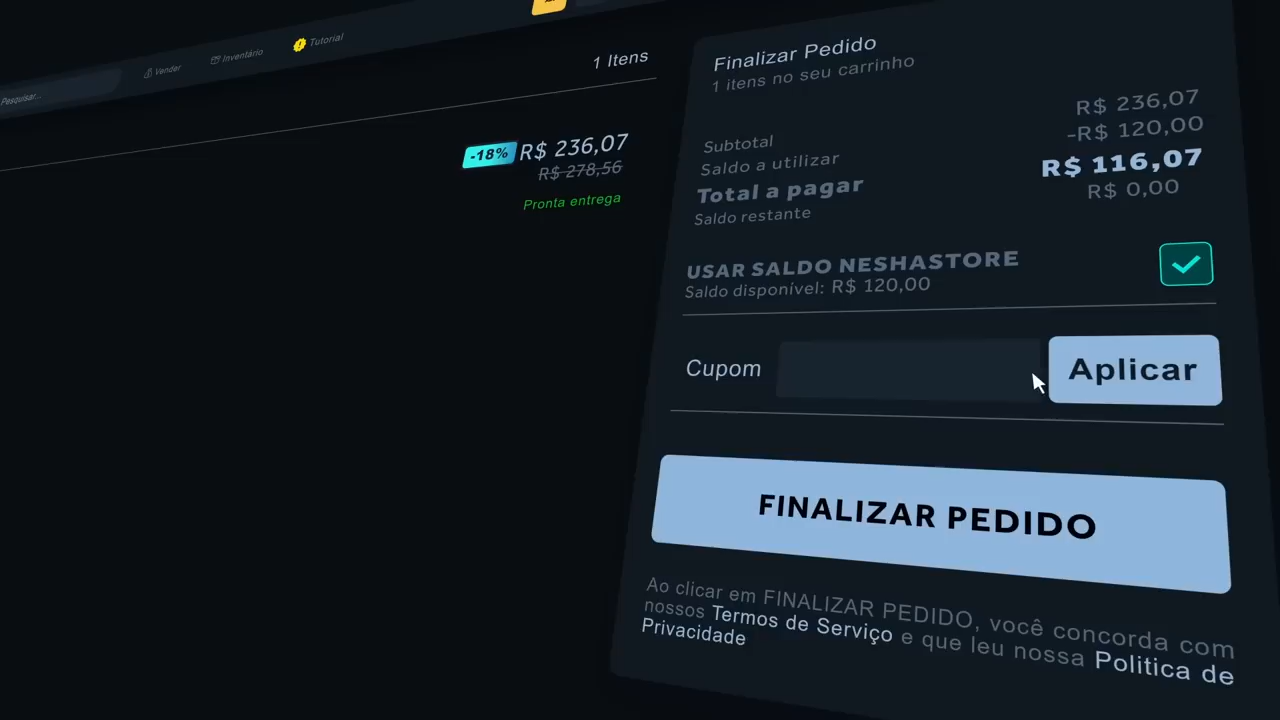 Pesquisar...
Vender
Inventário
Tutorial
1 Itens
-18% R$ 236,07
R$ 278,56
Pronta entrega
Finalizar Pedido
1 itens no seu carrinho
Subtotal R$ 236,07
Saldo a utilizar -R$ 120,00
Total a pagar R$ 116,07
Saldo restante R$ 0,00
USAR SALDO NESHASTORE
Saldo disponível: R$ 120,00
Cupom
Aplicar
FINALIZAR PEDIDO
Ao clicar em FINALIZAR PEDIDO, você concorda com
nossos Termos de Serviço e que leu nossa Politica de
Privacidade